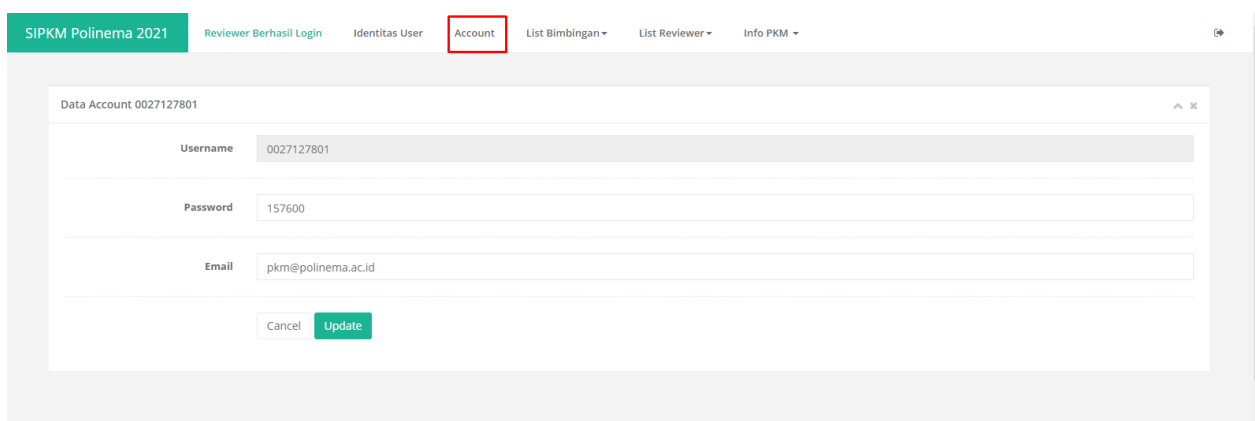 SIPKM Polinema 2021 Reviewer Berhasil Login Identitas User Account List Bimbingan List Reviewer Info PKM
Data Account 0027127801
Username 0027127801
Password 157600
Email pkm@polinema.ac.id
Cancel Update